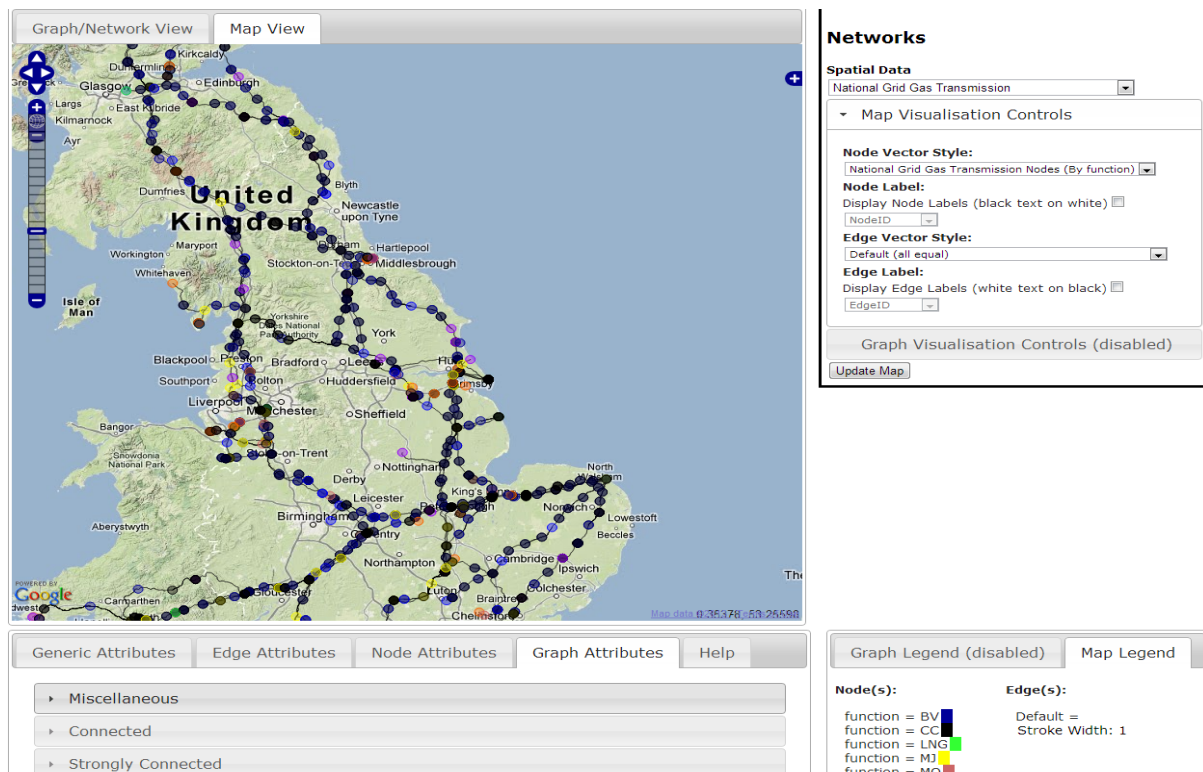 Graph/Network View
Map View
Kirkcaldy
Glasgow
Edinburgh
Largs
East Kilbride
Kilmarnock
Ayr
Dumfries
United
Kingdom
Blyth
Newcastle
upon Tyne
Maryport
Durham
Hartlepool
Workington
Middlesbrough
Whitehaven
Isle of
Man
Yorkshire
Dales National
Park Authority
York
Blackpool
Preston
Bradford
Leeds
Southport
Bolton
Huddersfield
Grimsby
Liverpool
Manchester
Sheffield
Bangor
Snowdonia
National Park
Stoke-on-Trent
Nottingham
North
Walsham
Derby
Leicester
King's
Norwich
Birmingham
Lowestoft
Beccles
Coventry
Aberystwyth
Northampton
Cambridge
Ipswich
Colchester
Luton
Braintree
POWERED BY
Google
Carmarthen
Gloucester
Chelmsford
Map data
Networks
Spatial Data
National Grid Gas Transmission
Map Visualisation Controls
Node Vector Style:
National Grid Gas Transmission Nodes (By function)
Node Label:
Display Node Labels (black text on white)
NodeID
Edge Vector Style:
Default (all equal)
Edge Label:
Display Edge Labels (white text on black)
EdgeID
Graph Visualisation Controls (disabled)
Update Map
Generic Attributes
Edge Attributes
Node Attributes
Graph Attributes
Help
Miscellaneous
Connected
Strongly Connected
Graph Legend (disabled)
Map Legend
Node(s):
Edge(s):
function = BV
Default =
function = CC
Stroke Width: 1
function = LNG
function = MJ
function = MO